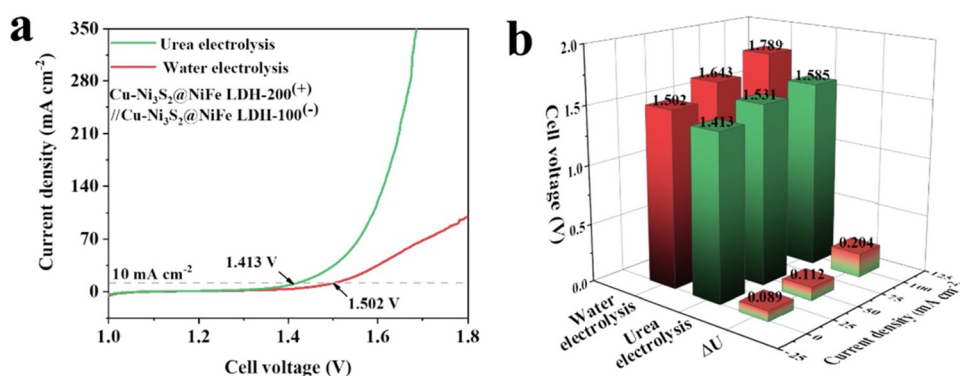 a
350
280
210
140
70
0
Current density (mA cm⁻²)
Urea electrolysis
Water electrolysis
Cu-Ni₃S₂@NiFe LDH-200⁽⁺⁾
//Cu-Ni₃S₂@NiFe LDH-100⁽⁻⁾
10 mA cm⁻²
1.413 V
1.502 V
1.0 1.2 1.4 1.6 1.8
Cell voltage (V)
b
2.0
1.5
1.0
0.5
0.0
Cell voltage (V)
1.502
1.643
1.789
1.413
1.531
1.585
0.089
0.112
0.204
Water
electrolysis
Urea
electrolysis
ΔU
-25
0
25
50
75
100
125
Current density (mA cm⁻²